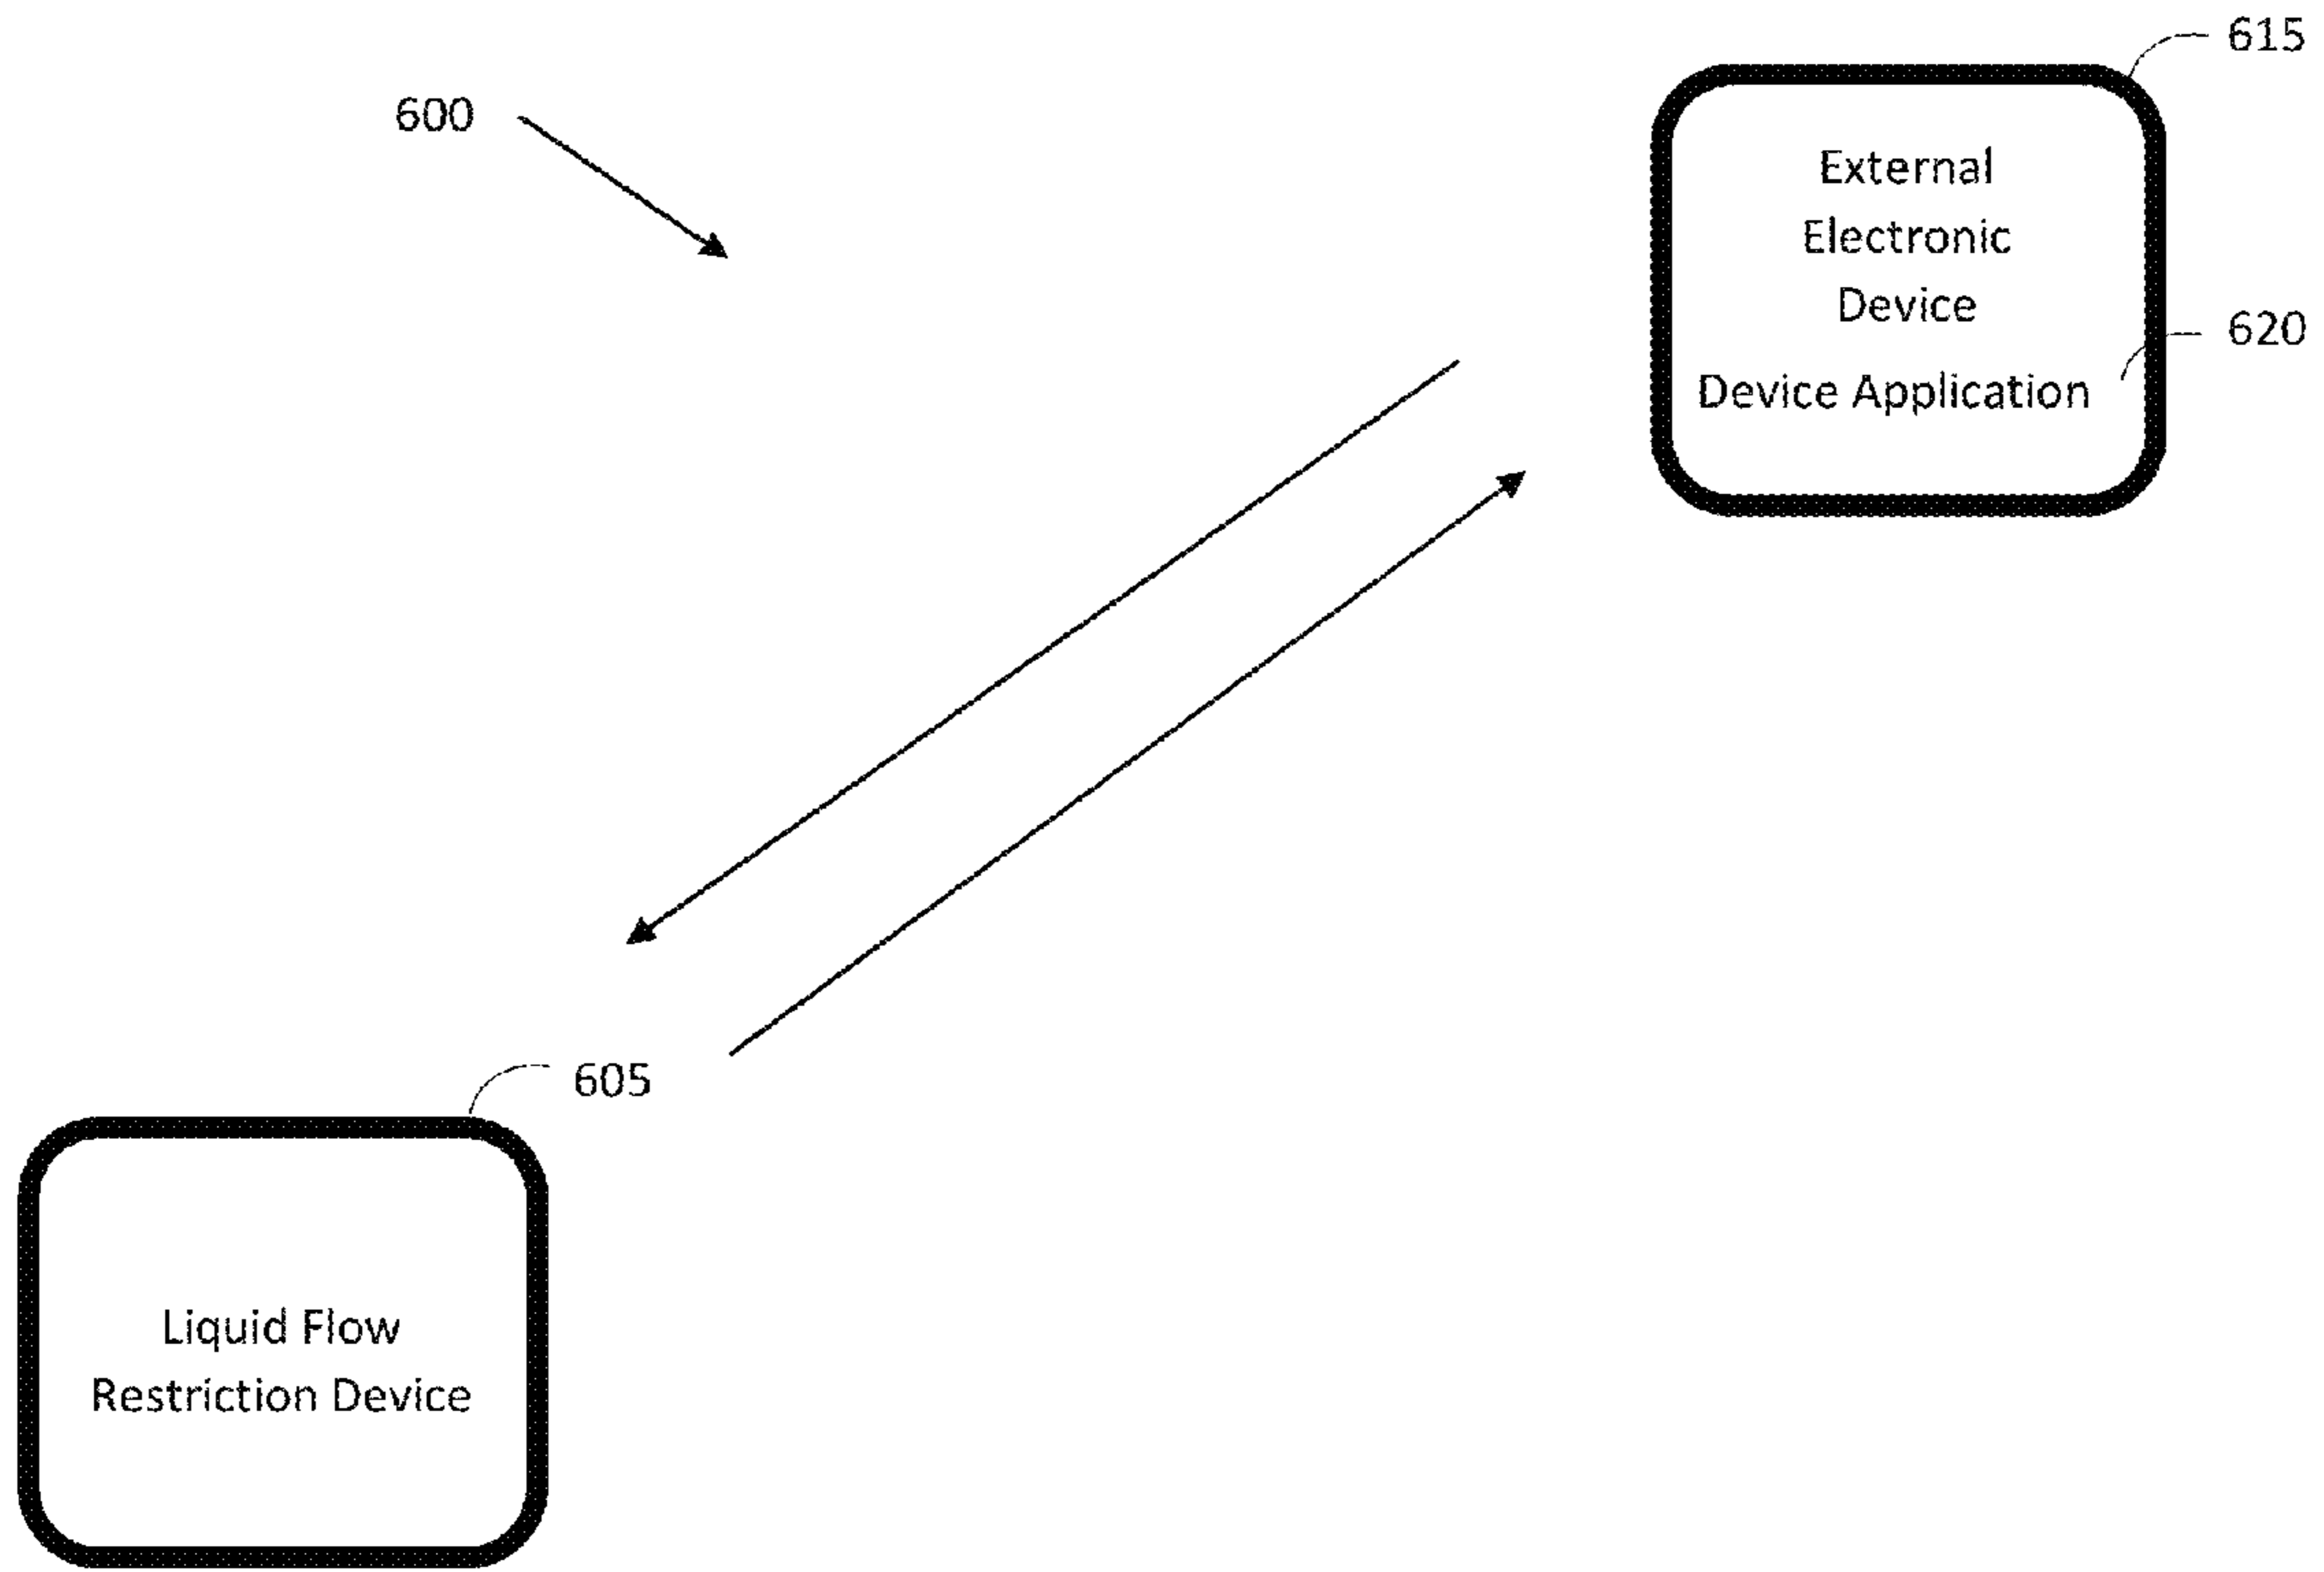 615
600
External
Electronic
Device
620
Device Application
605
Liquid Flow
Restriction Device